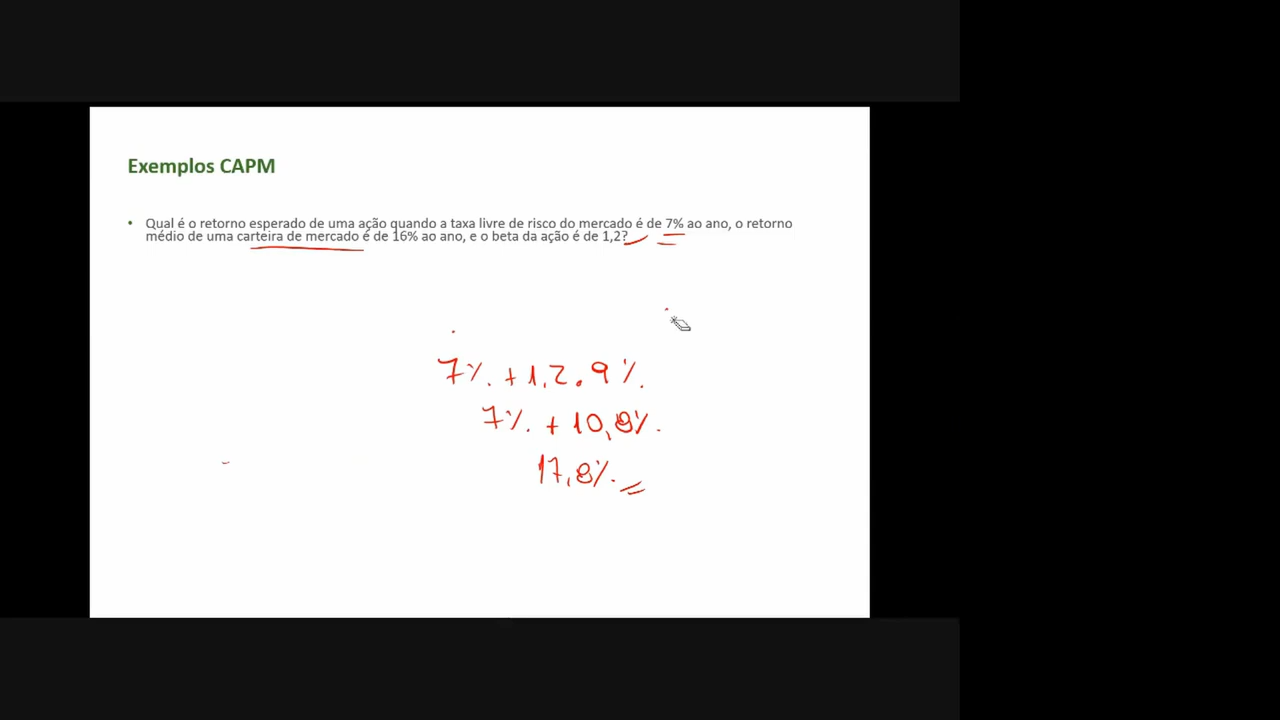 Exemplos CAPM
• Qual é o retorno esperado de uma ação quando a taxa livre de risco do mercado é de 7% ao ano, o retorno
médio de uma carteira de mercado é de 16% ao ano, e o beta da ação é de 1,2?
7% + 1,2 . 9%
7% + 10,8%
17,8%